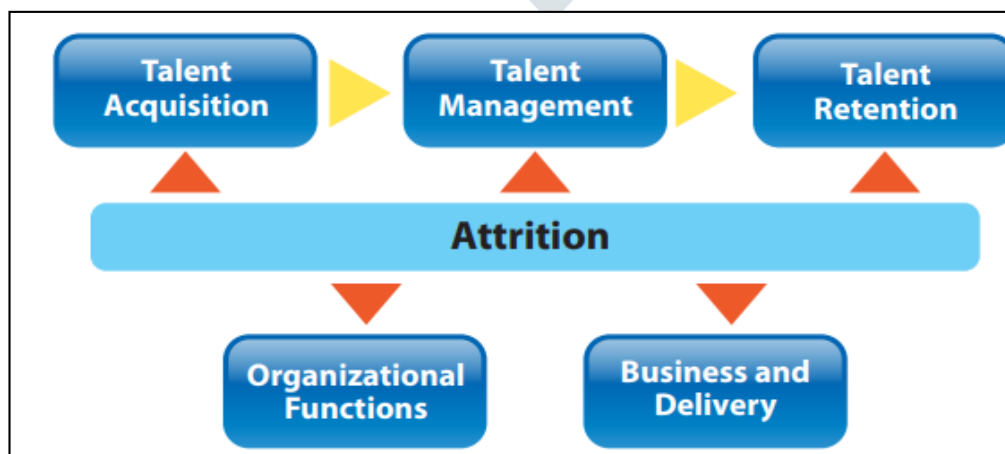 Talent
Acquisition
Talent
Management
Talent
Retention
Attrition
Organizational
Functions
Business and
Delivery